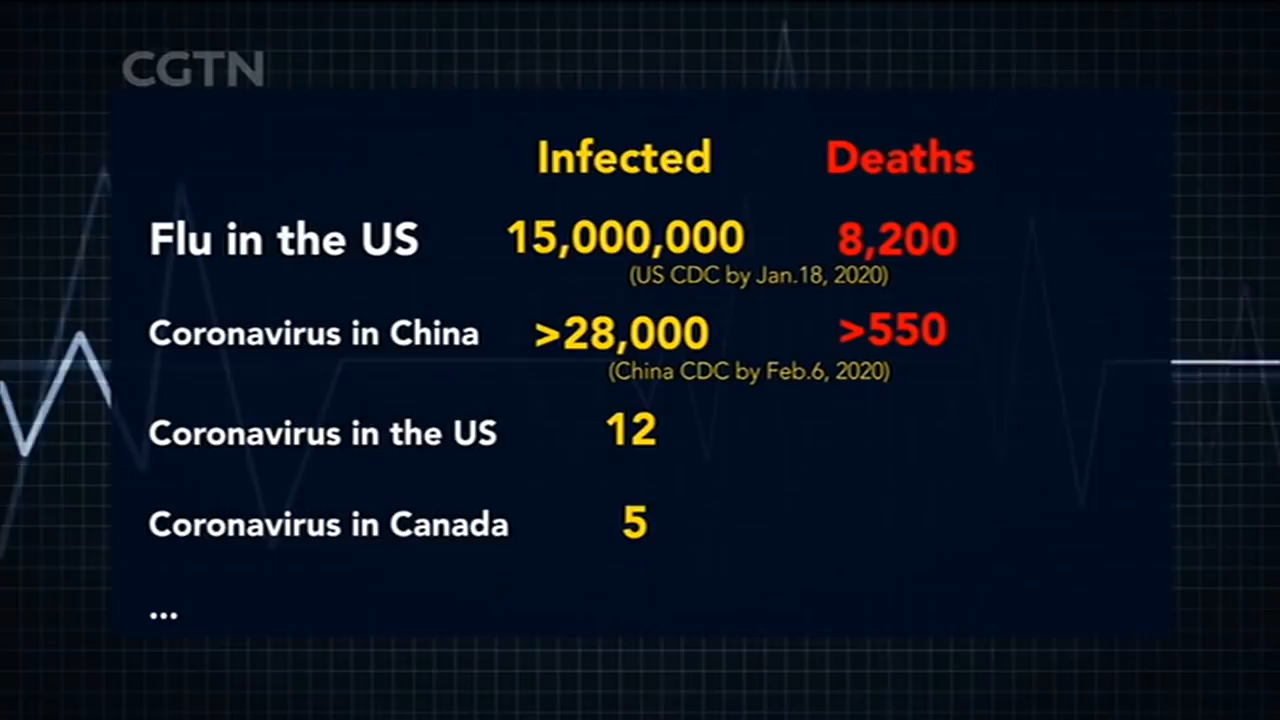 CGTN
Infected Deaths
Flu in the US 15,000,000 8,200
(US CDC by Jan.18, 2020)
Coronavirus in China >28,000 >550
(China CDC by Feb.6, 2020)
Coronavirus in the US 12
Coronavirus in Canada 5
...